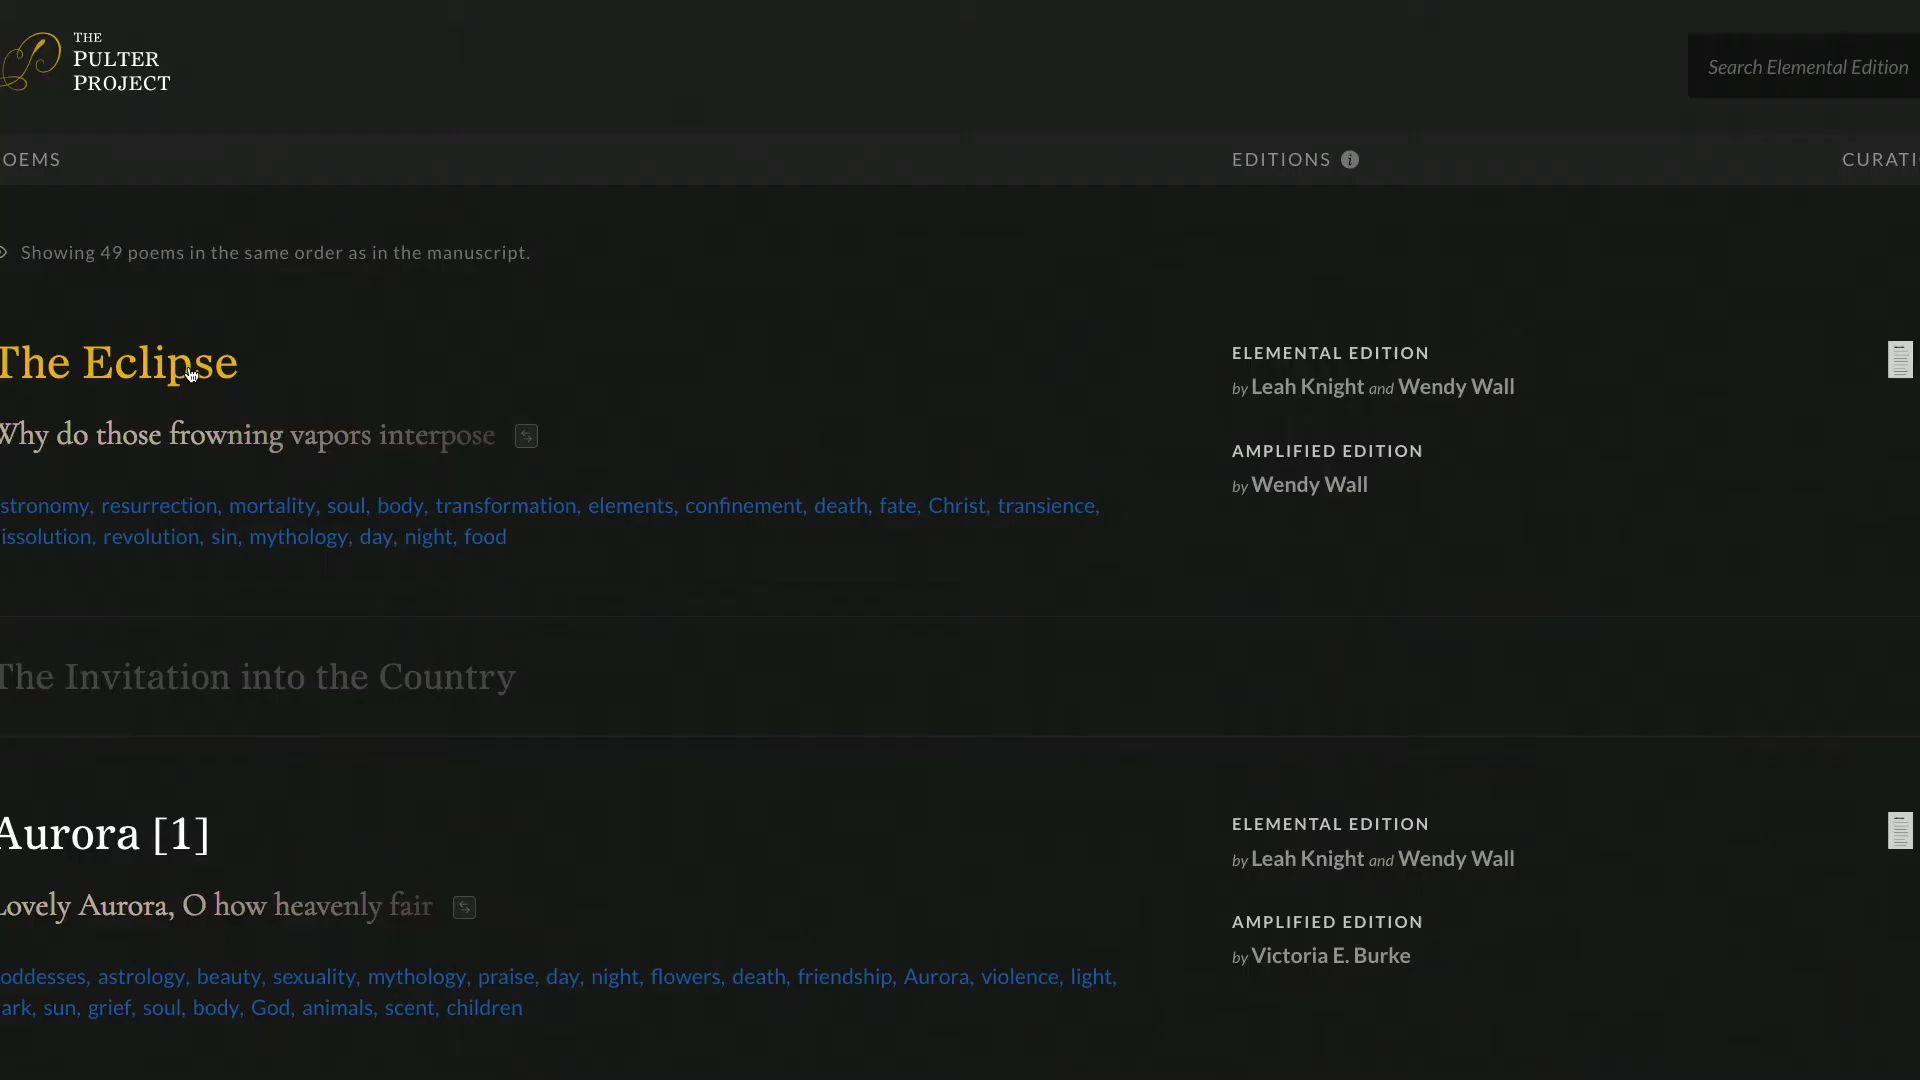 THE
PULTER
PROJECT
Search Elemental Edition
OEMS
EDITIONS i
CURATI
Showing 49 poems in the same order as in the manuscript.
The Eclipse
Why do those frowning vapors interpose
stronomy, resurrection, mortality, soul, body, transformation, elements, confinement, death, fate, Christ, transience,
issolution, revolution, sin, mythology, day, night, food
ELEMENTAL EDITION
by Leah Knight and Wendy Wall
AMPLIFIED EDITION
by Wendy Wall
The Invitation into the Country
Aurora [1]
Lovely Aurora, O how heavenly fair
oddesses, astrology, beauty, sexuality, mythology, praise, day, night, flowers, death, friendship, Aurora, violence, light,
ark, sun, grief, soul, body, God, animals, scent, children
ELEMENTAL EDITION
by Leah Knight and Wendy Wall
AMPLIFIED EDITION
by Victoria E. Burke